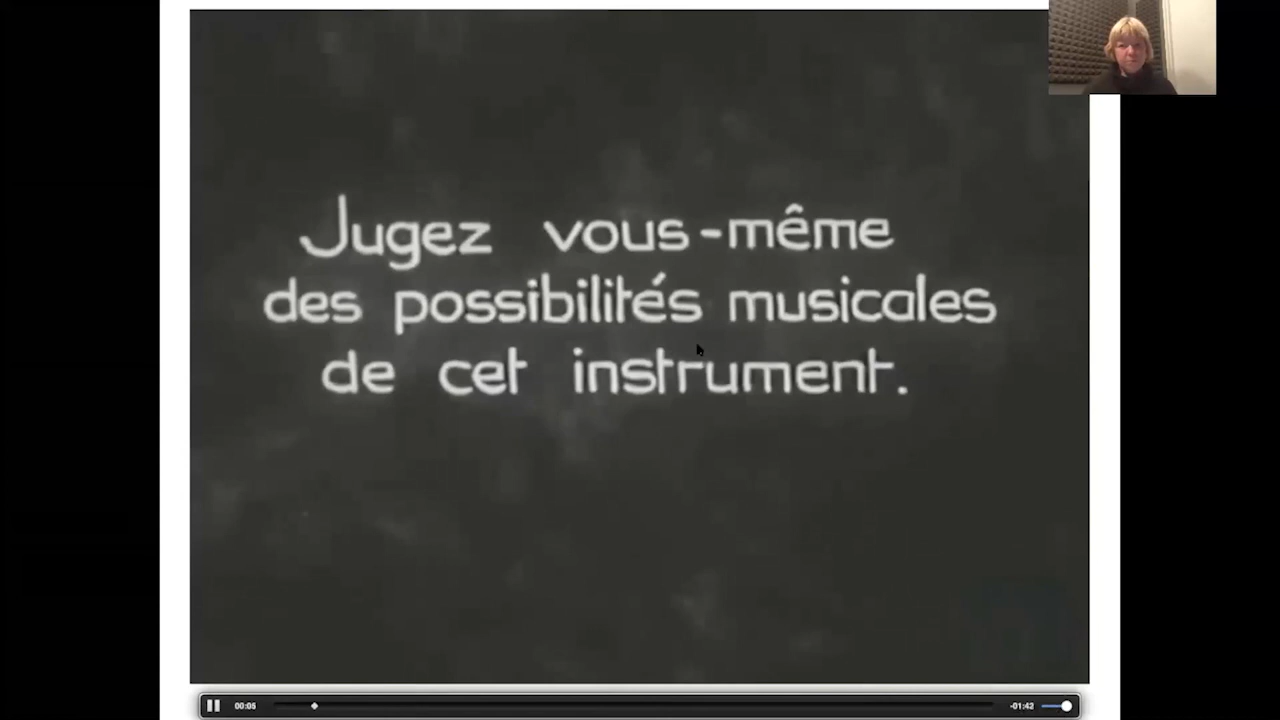 Jugez vous-même
des possibilités musicales
de cet instrument.
00:05
-01:42